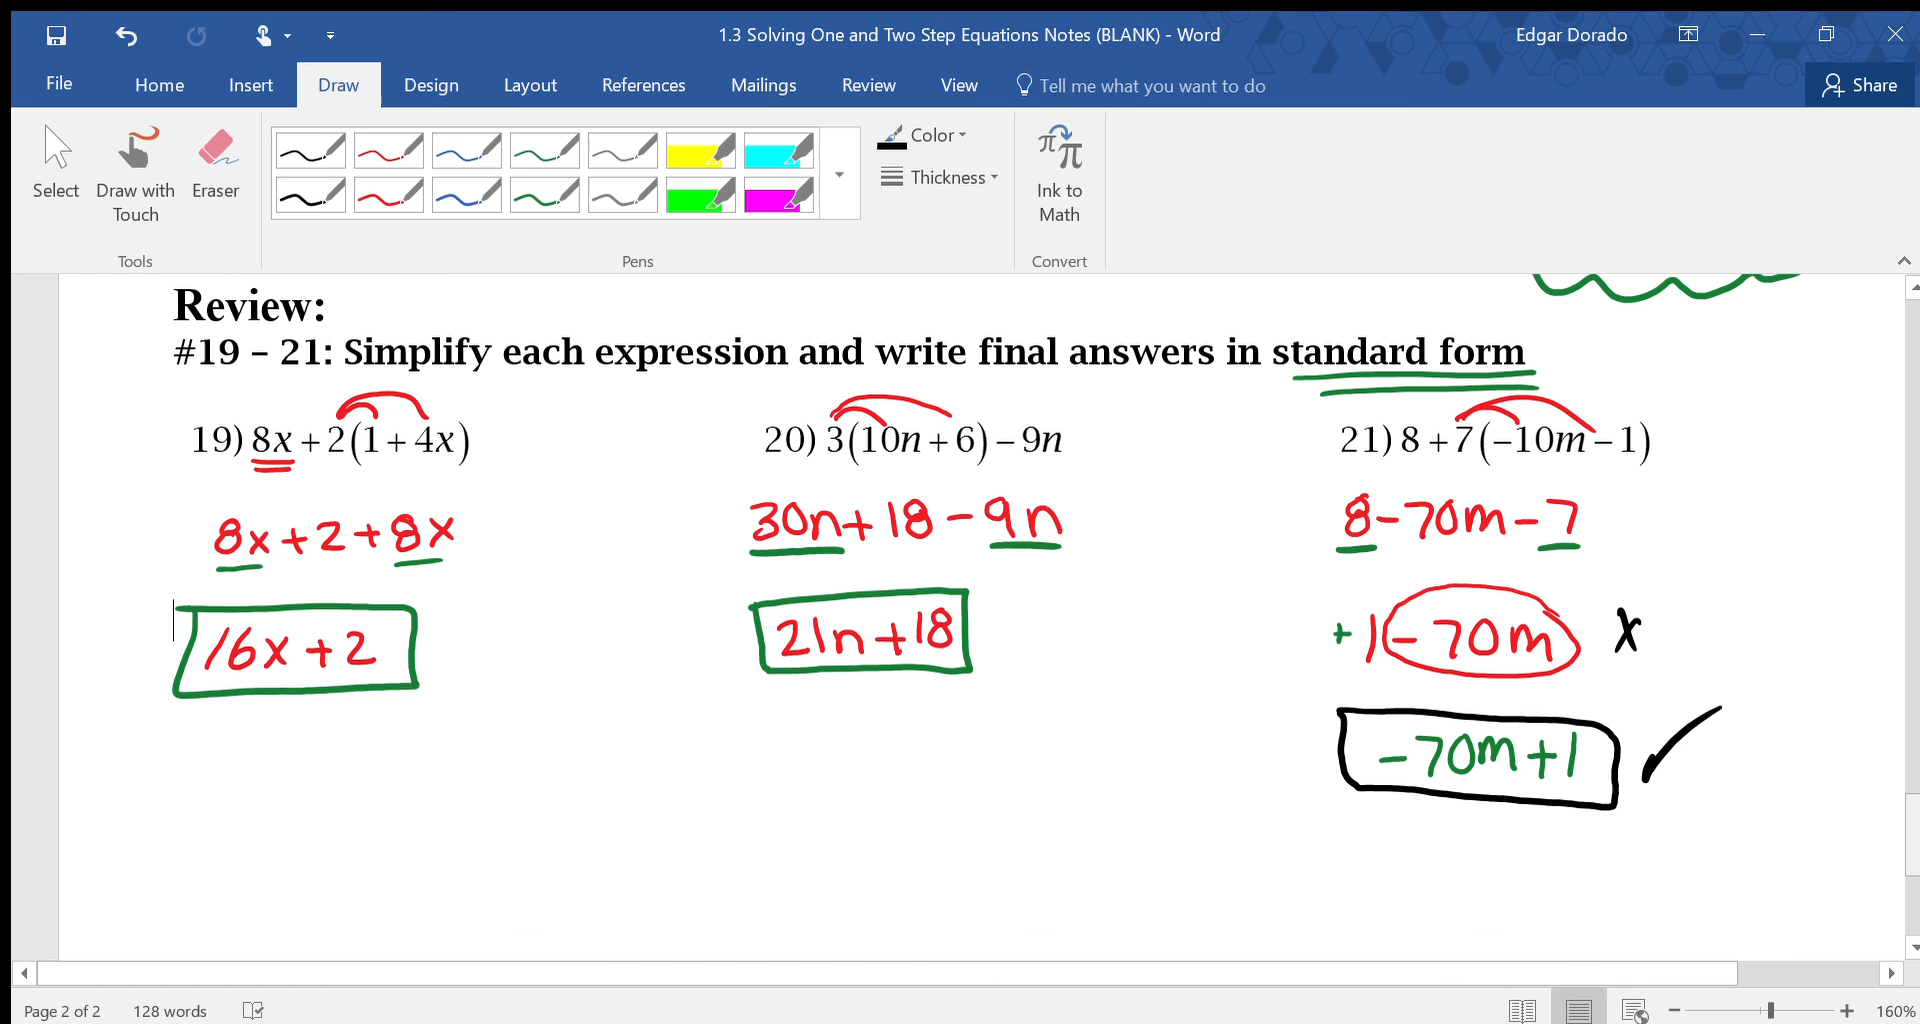 1.3 Solving One and Two Step Equations Notes (BLANK) - Word
Edgar Dorado
File Home Insert Draw Design Layout References Mailings Review View Tell me what you want to do Share
Select
Draw with Touch
Eraser
Color
Thickness
Ink to Math
Tools
Pens
Convert
Review:
#19 – 21: Simplify each expression and write final answers in standard form
19) 8x + 2(1 + 4x)
20) 3(10n + 6) – 9n
21) 8 + 7(–10m – 1)
8x + 2 + 8x
30n + 18 - 9n
8 - 70m - 7
16x + 2
21n + 18
+ 1 - 70m x
- 70m + 1
Page 2 of 2 128 words
160%